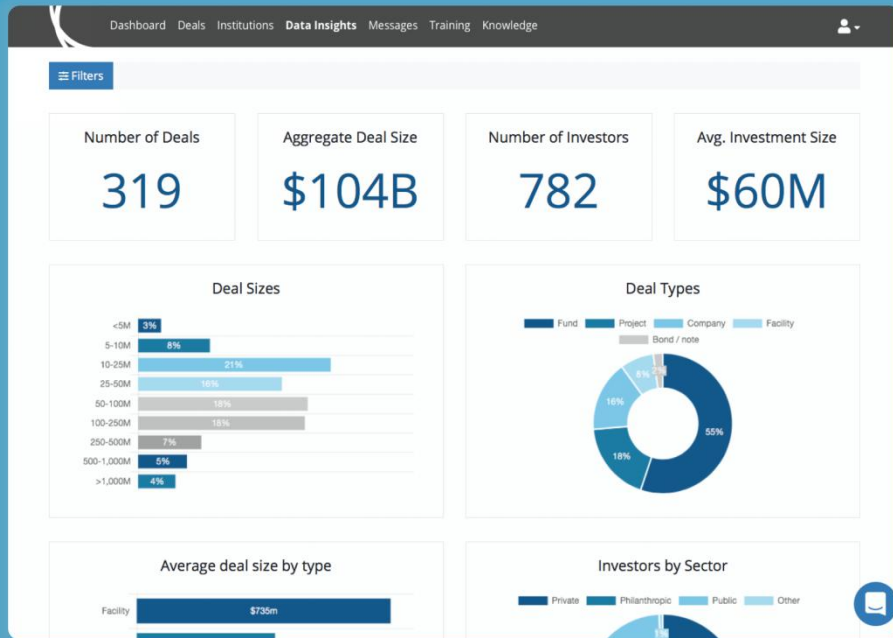 Dashboard Deals Institutions Data Insights Messages Training Knowledge
Filters
Number of Deals
319
Aggregate Deal Size
$104B
Number of Investors
782
Avg. Investment Size
$60M
Deal Sizes
<5M 3%
5-10M 8%
10-25M 21%
25-50M 16%
50-100M 18%
100-250M 18%
250-500M 7%
500-1,000M 5%
>1,000M 4%
Deal Types
Fund Project Company Facility
Bond / note
8%
16%
55%
18%
Average deal size by type
Facility $735m
Investors by Sector
Private Philanthropic Public Other
1%